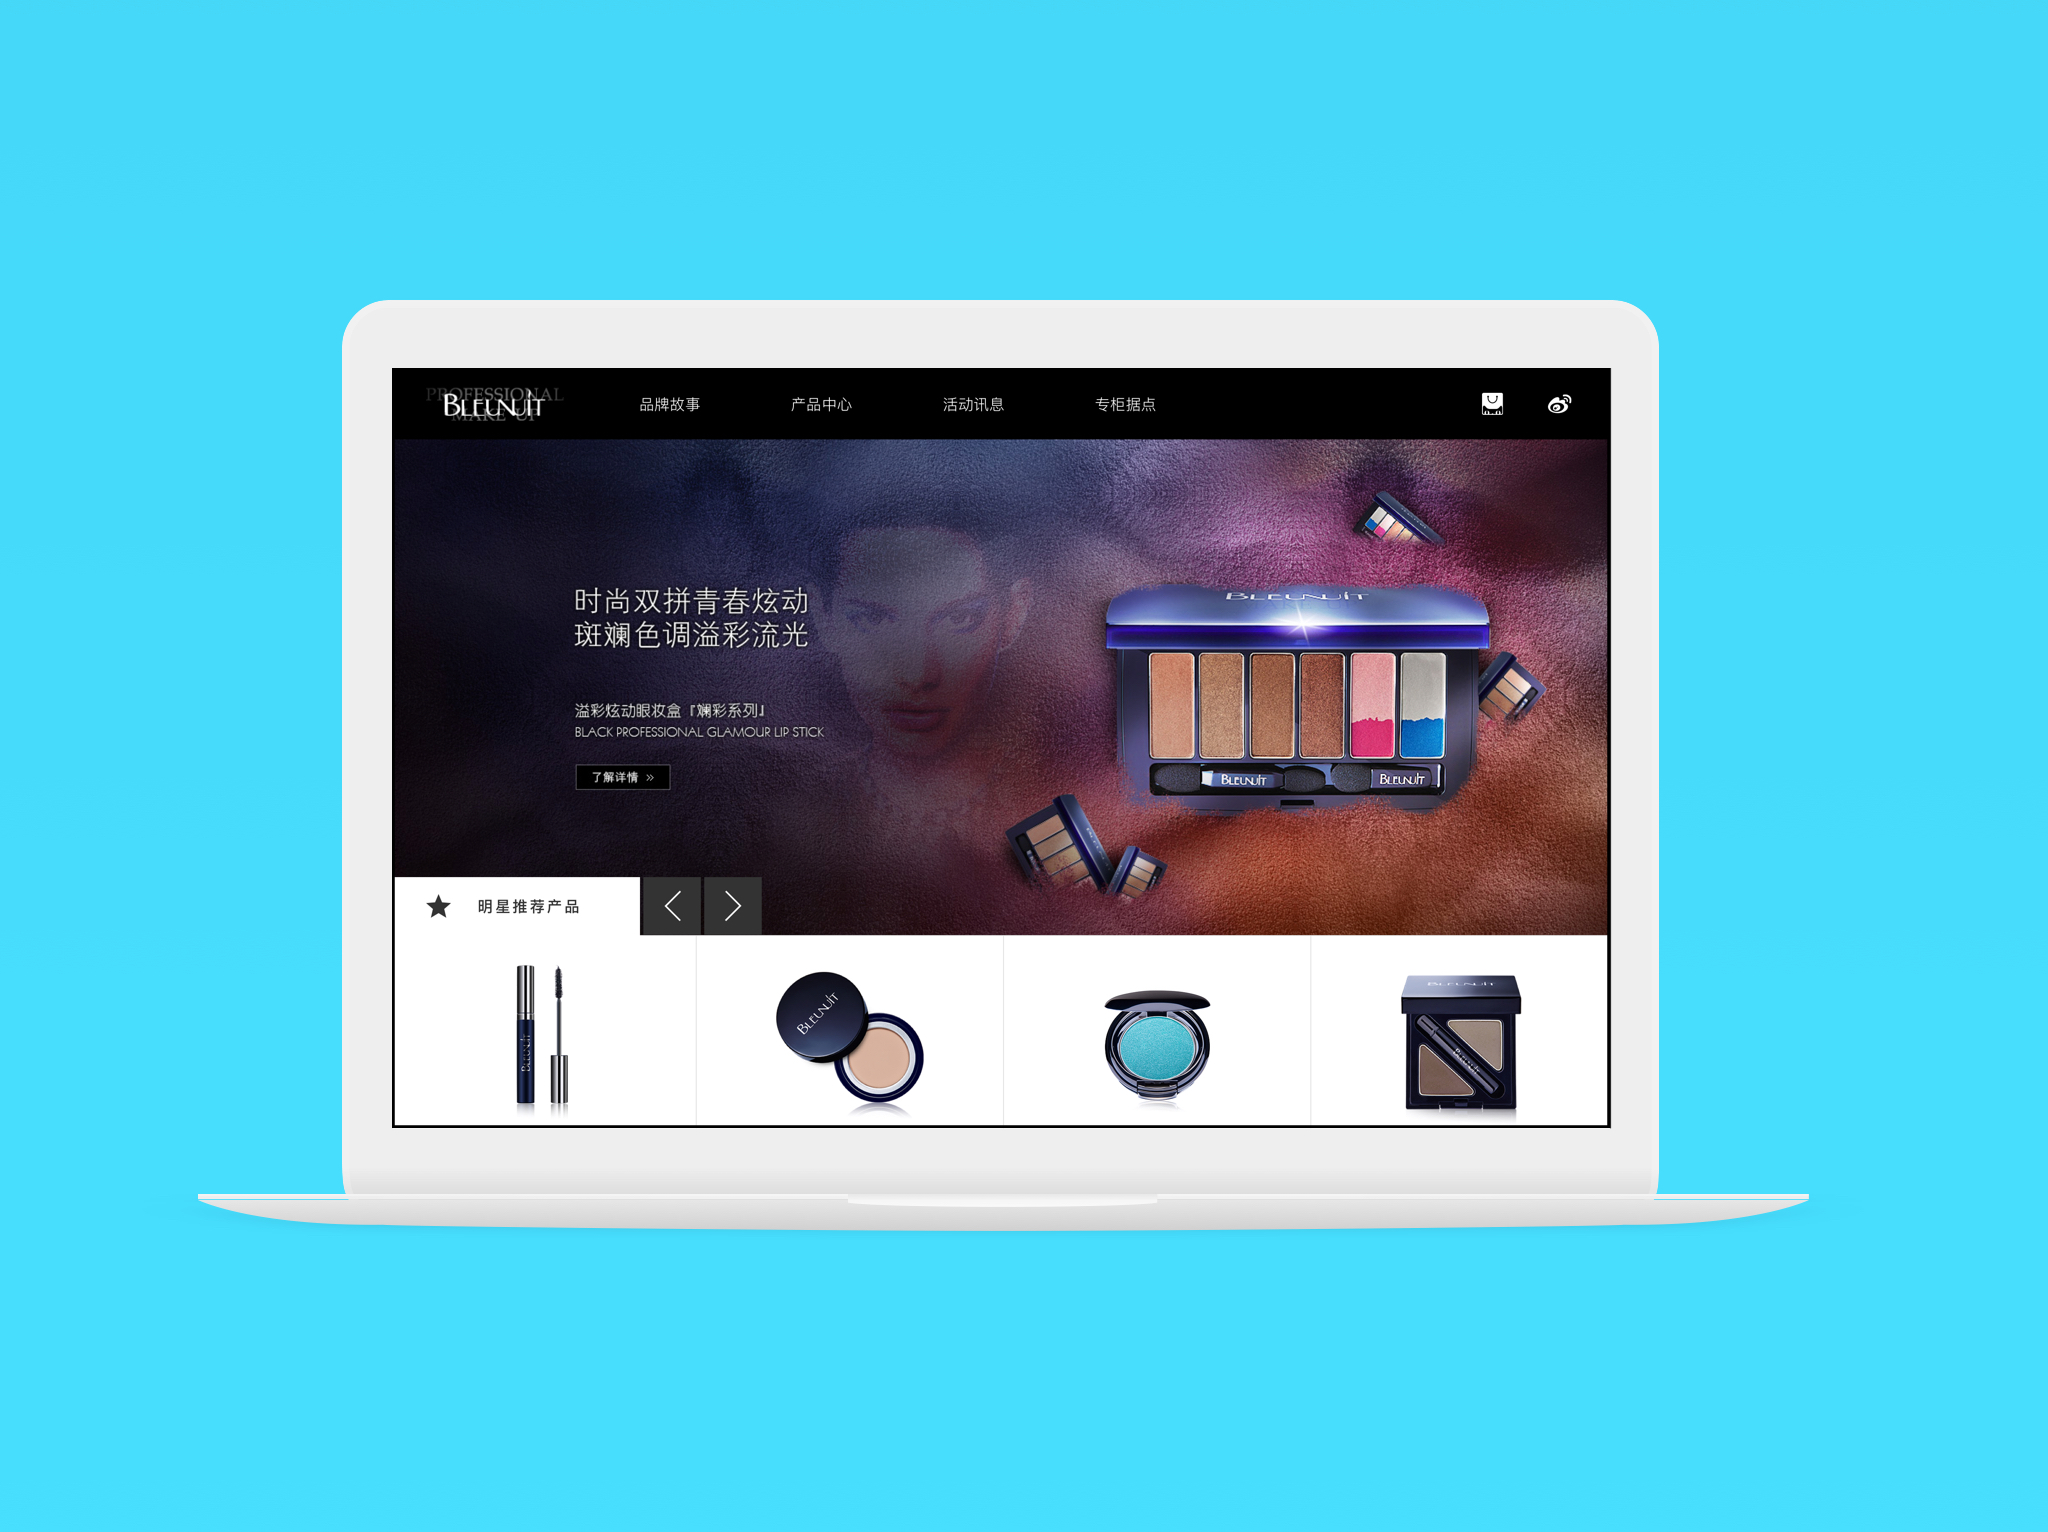 PROFESSIONAL
BLEUNUIT
MAKE UP
品牌故事
产品中心
活动讯息
专柜据点
时尚双拼青春炫动
斑斓色调溢彩流光
溢彩炫动眼妆盒『斓彩系列』
BLACK PROFESSIONAL GLAMOUR LIP STICK
了解详情 »
BLEUNUIT
BLEUNUIT
BLEUNUIT
明星推荐产品
BLEUNUIT
BLEUNUIT
BLEUNUIT